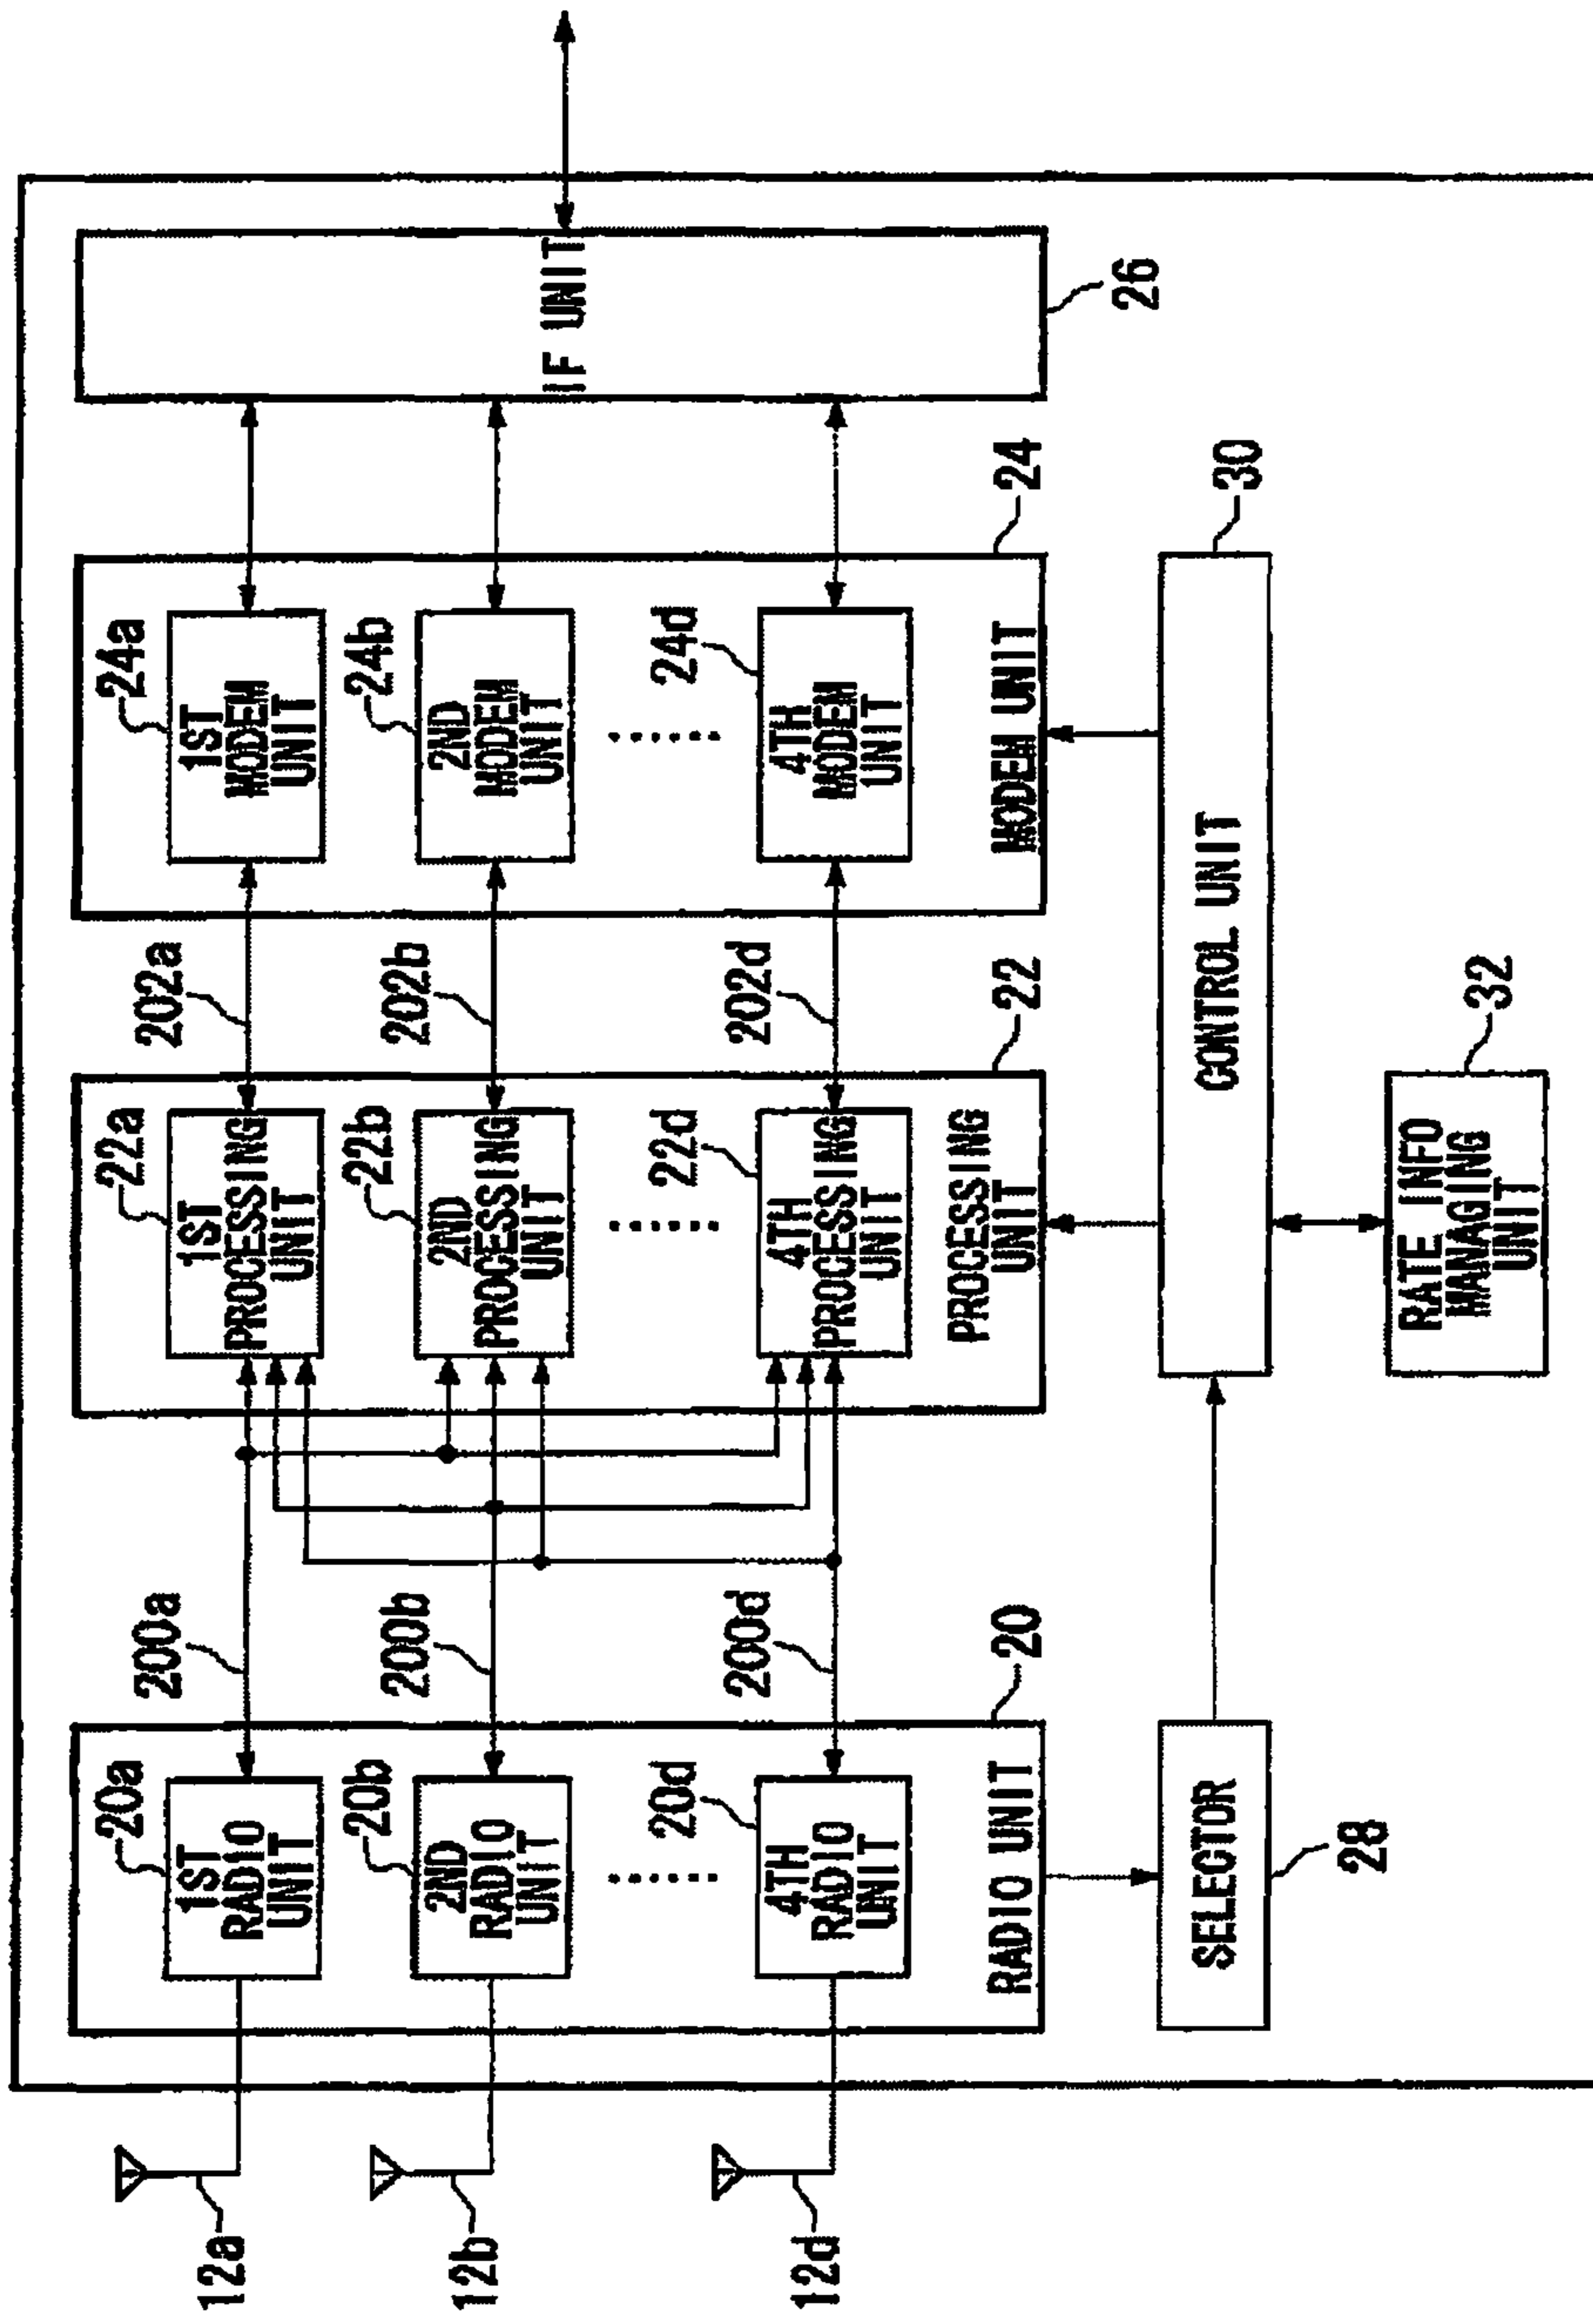 12a
12b
12d
20a
1ST
RADIO
UNIT
20b
2ND
RADIO
UNIT
20d
4TH
RADIO
UNIT
RADIO UNIT
20
200a
200b
200d
22a
1ST
PROCESSING
UNIT
22b
2ND
PROCESSING
UNIT
22d
4TH
PROCESSING
UNIT
PROCESSING
UNIT
22
202a
202b
202d
24a
1ST
MODEM
UNIT
24b
2ND
MODEM
UNIT
24d
4TH
MODEM
UNIT
MODEM UNIT
24
IF UNIT
26
SELECTOR
28
CONTROL UNIT
30
RATE INFO
MANAGING
UNIT
32